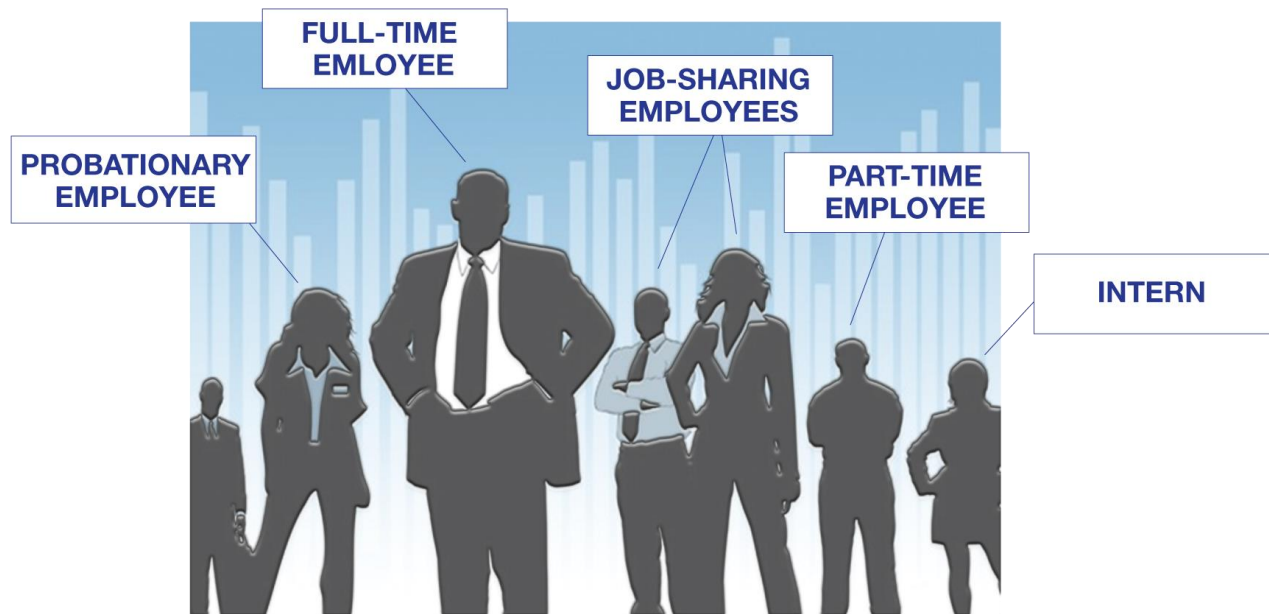 FULL-TIME
EMLOYEE
JOB-SHARING
EMPLOYEES
PROBATIONARY
EMPLOYEE
PART-TIME
EMPLOYEE
INTERN